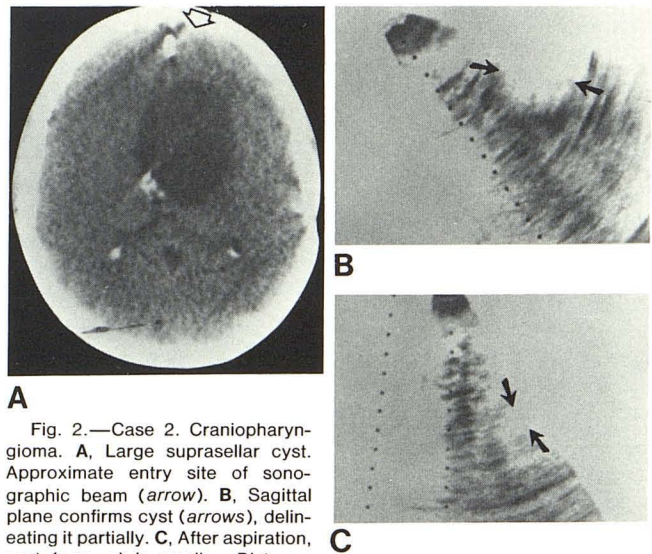 A
B
C
Fig. 2.—Case 2. Craniopharyn-
gioma. A, Large suprasellar cyst.
Approximate entry site of sono-
graphic beam (arrow). B, Sagittal
plane confirms cyst (arrows), delin-
eating it partially. C, After aspiration,